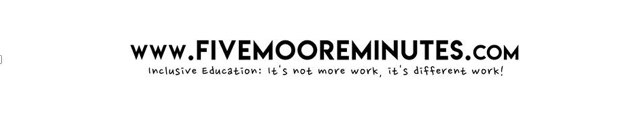 WWW.FIVEMOOREMINUTES.COM
Inclusive Education: It's not more work, it's different work!